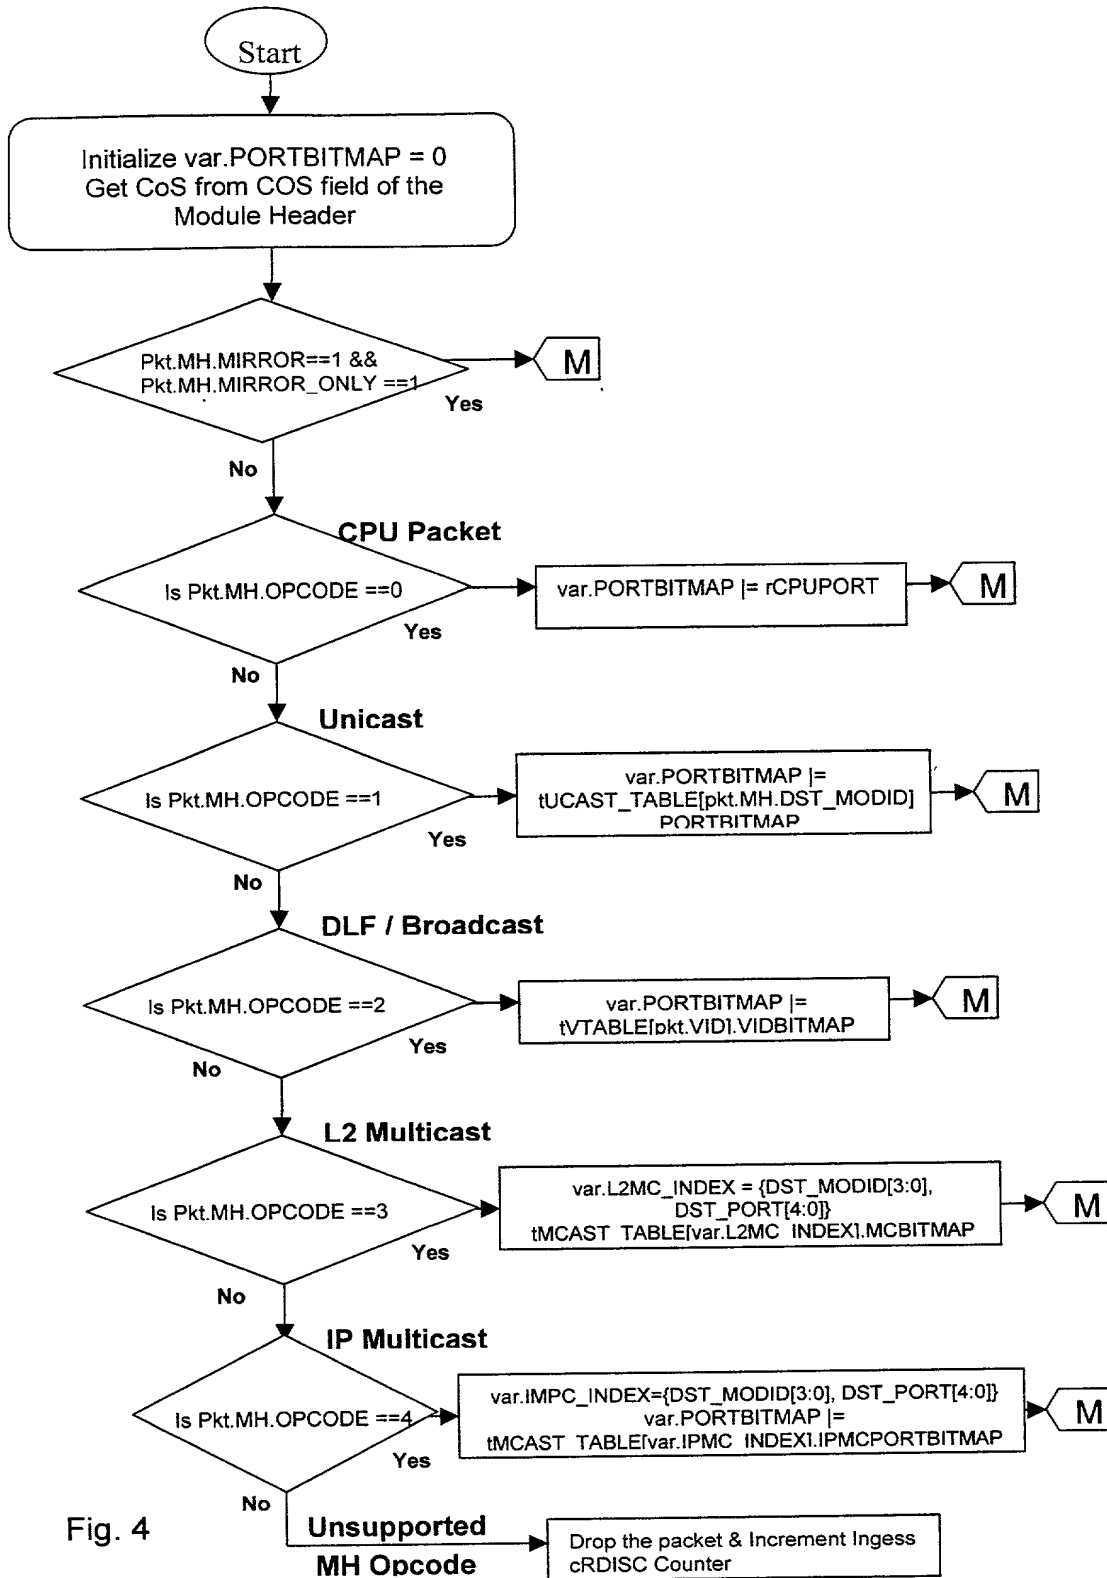 Start
Initialize var.PORTBITMAP = 0
Get CoS from COS field of the
Module Header
Pkt.MH.MIRROR==1 &&
Pkt.MH.MIRROR_ONLY ==1
Yes
M
No
CPU Packet
Is Pkt.MH.OPCODE ==0
Yes
var.PORTBITMAP |= rCPUPORT
M
No
Unicast
Is Pkt.MH.OPCODE ==1
Yes
var.PORTBITMAP |=
tUCAST_TABLE[pkt.MH.DST_MODID]
PORTBITMAP
M
No
DLF / Broadcast
Is Pkt.MH.OPCODE ==2
Yes
var.PORTBITMAP |=
tVTABLE[pkt.VID].VIDBITMAP
M
No
L2 Multicast
Is Pkt.MH.OPCODE ==3
Yes
var.L2MC_INDEX = {DST_MODID[3:0],
DST_PORT[4:0]}
tMCAST_TABLE[var.L2MC_INDEX].MCBITMAP
M
No
IP Multicast
Is Pkt.MH.OPCODE ==4
Yes
var.IMPC_INDEX={DST_MODID[3:0], DST_PORT[4:0]}
var.PORTBITMAP |=
tMCAST_TABLE[var.IPMC_INDEX].IPMCPORTBITMAP
M
No
Unsupported
MH Opcode
Drop the packet & Increment Ingess
cRDISC Counter
Fig. 4